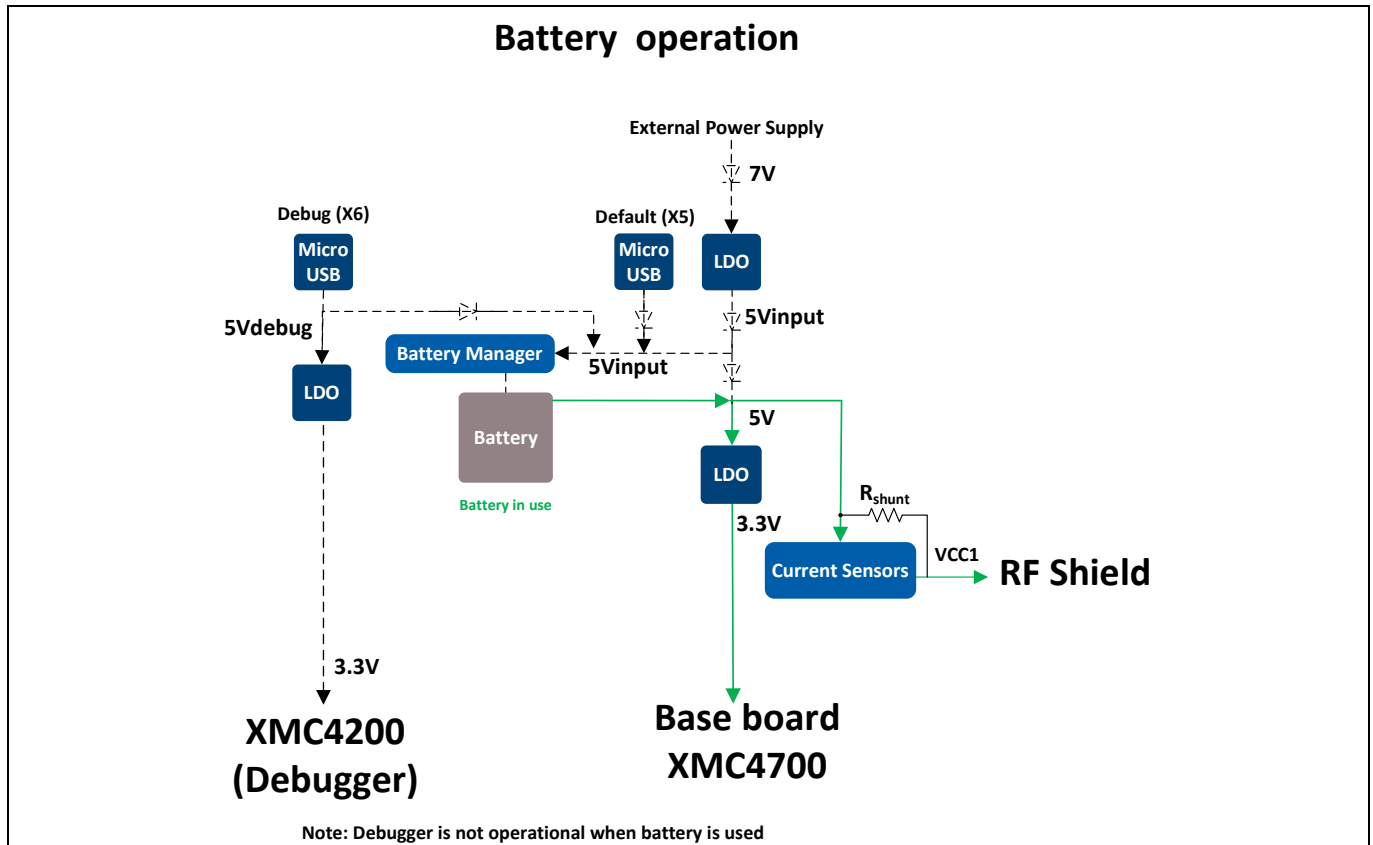 Battery  operation
External Power Supply
7V
Debug (X6)
Default (X5)
Micro
USB
Micro
USB
LDO
5Vdebug
5Vinput
Battery Manager
5Vinput
LDO
Battery
5V
LDO
Battery in use
Rshunt
3.3V
VCC1
Current Sensors
RF Shield
3.3V
XMC4200
(Debugger)
Base board
XMC4700
Note: Debugger is not operational when battery is used